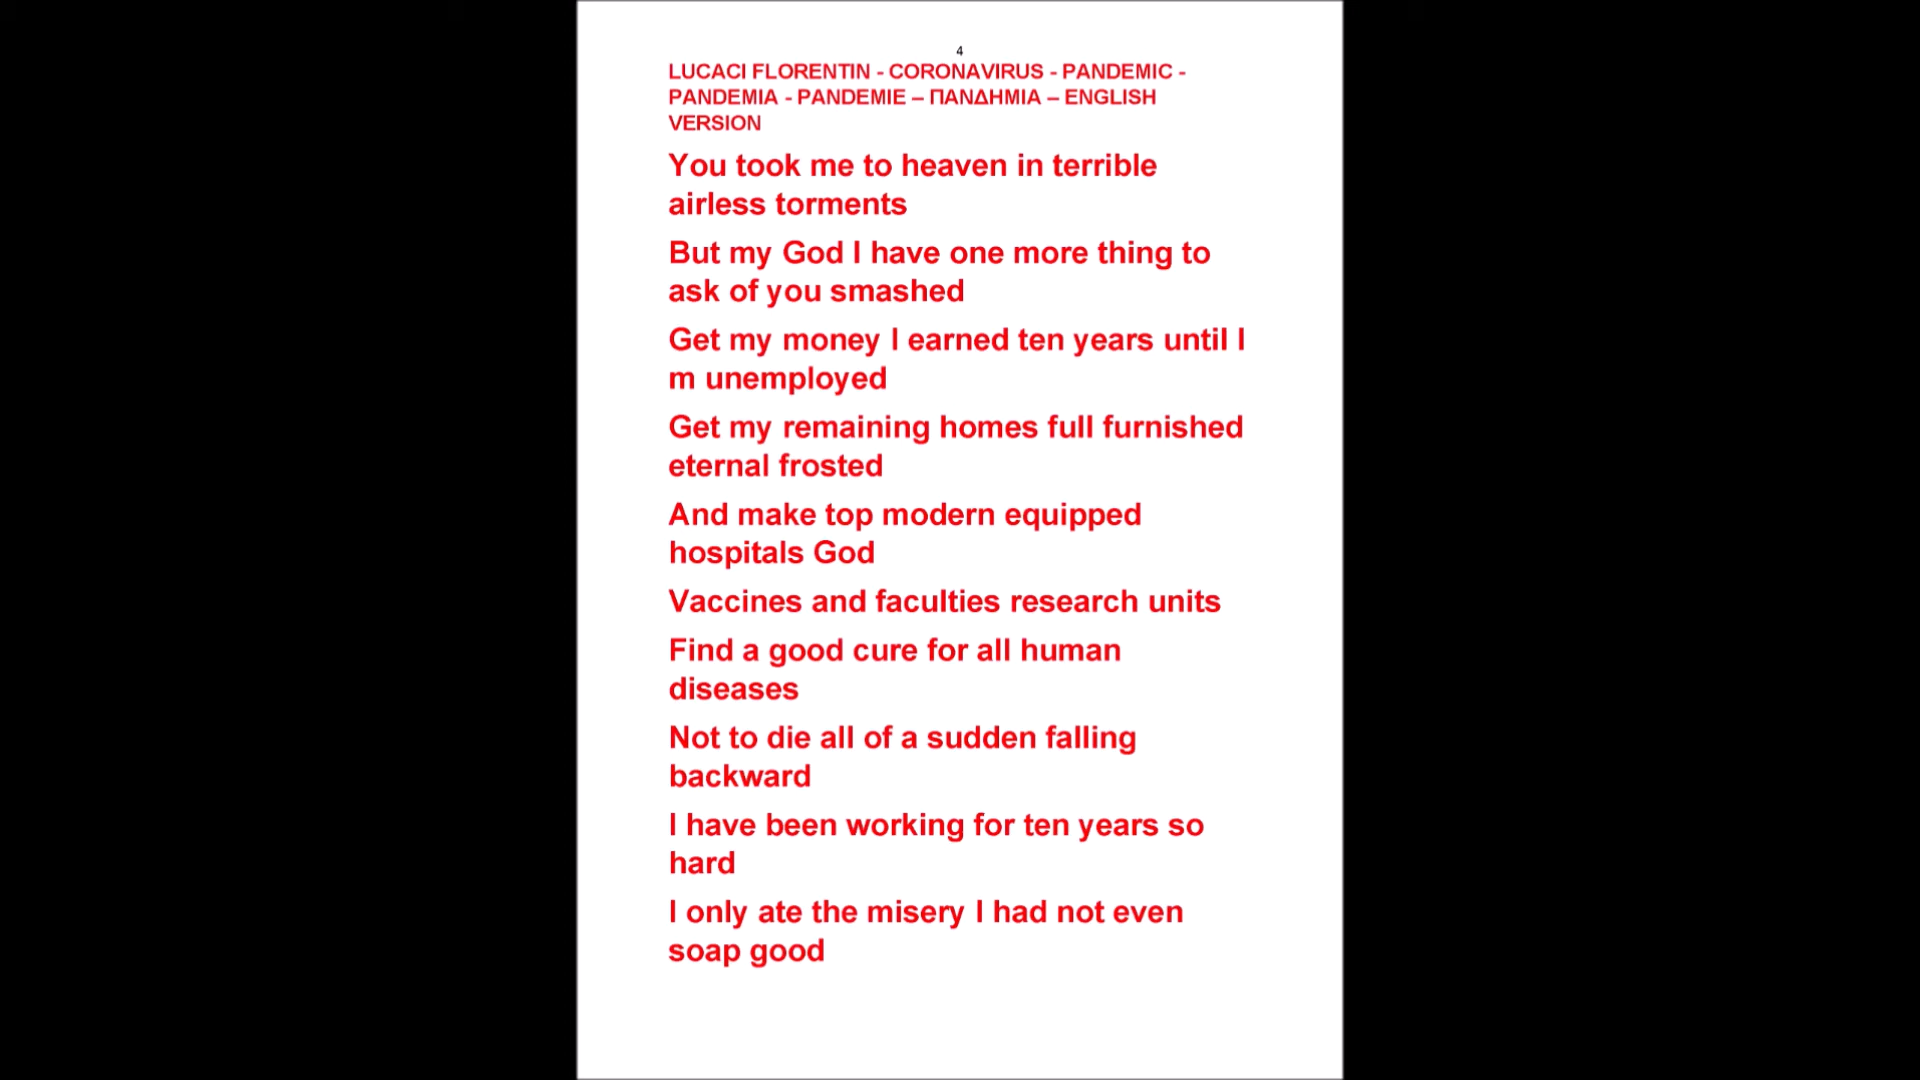 4
LUCACI FLORENTIN - CORONAVIRUS - PANDEMIC -
PANDEMIA - PANDEMIE – ΠΑΝΔΗΜΙΑ – ENGLISH
VERSION
You took me to heaven in terrible
airless torments
But my God I have one more thing to
ask of you smashed
Get my money I earned ten years until I
m unemployed
Get my remaining homes full furnished
eternal frosted
And make top modern equipped
hospitals God
Vaccines and faculties research units
Find a good cure for all human
diseases
Not to die all of a sudden falling
backward
I have been working for ten years so
hard
I only ate the misery I had not even
soap good